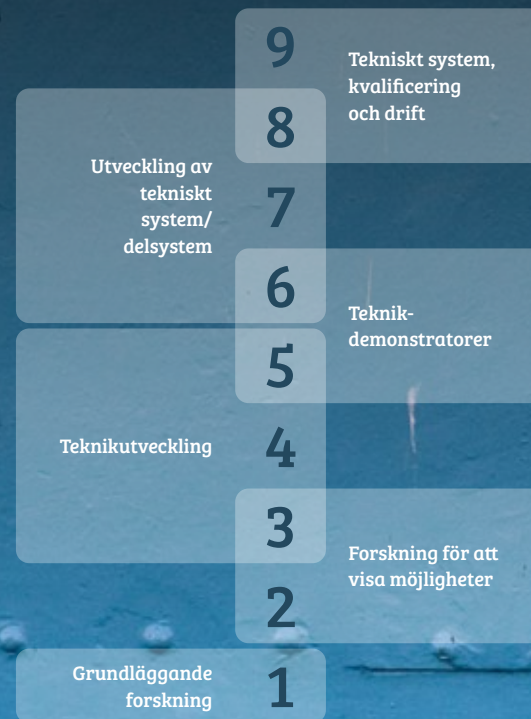 9
Tekniskt system,
kvalificering
och drift
8
Utveckling av
tekniskt
system/
delsystem
7
6
Teknik-
demonstratorer
5
Teknikutveckling
4
3
Forskning för att
visa möjligheter
2
Grundläggande
forskning
1